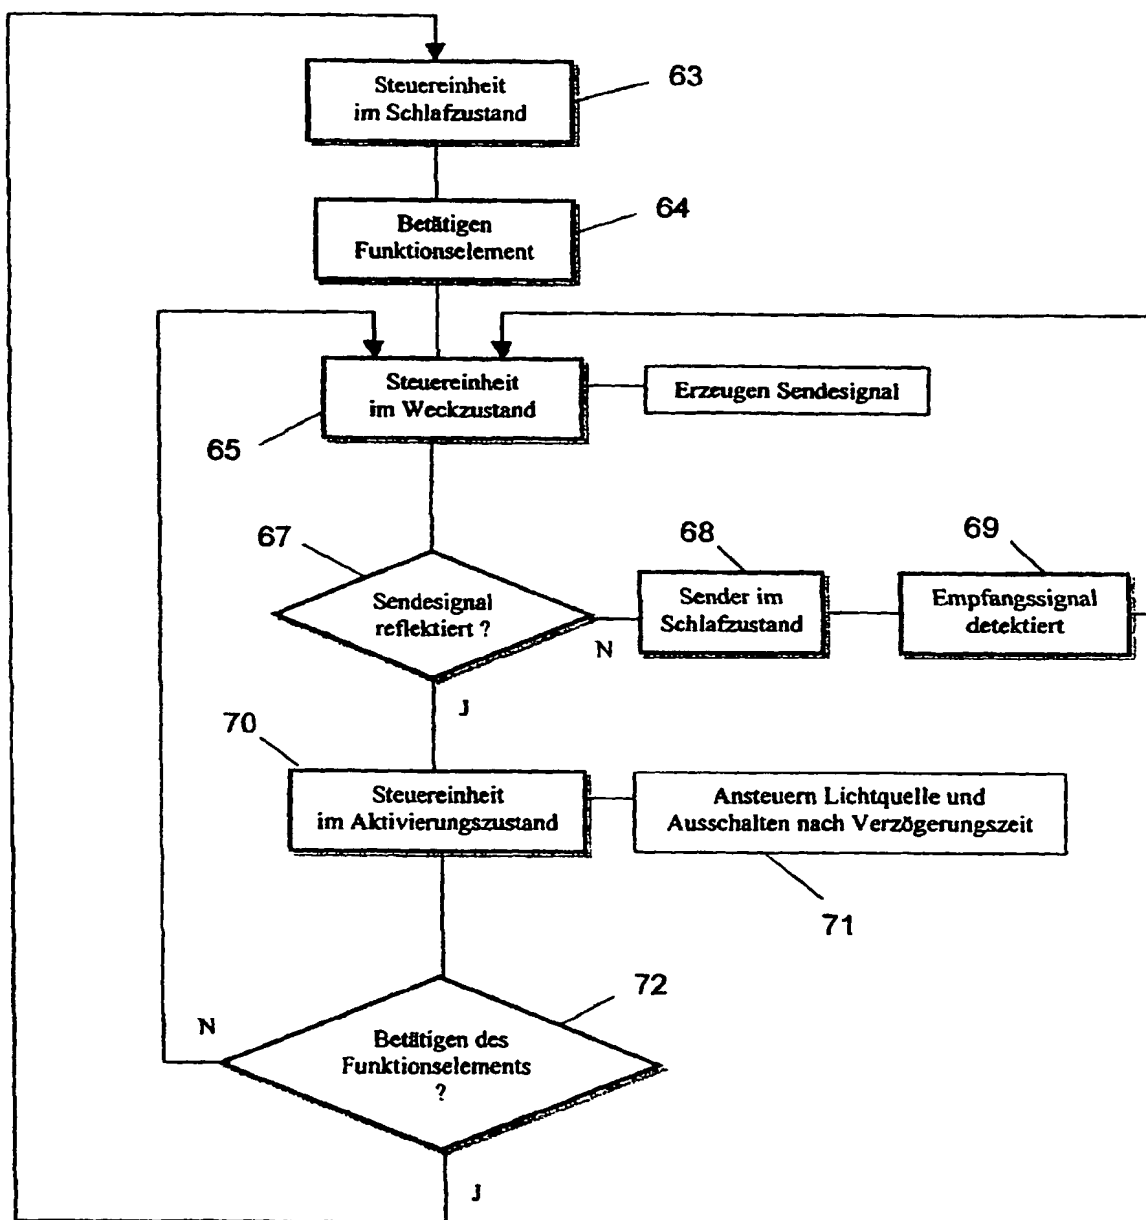 Steuereinheit
im Schlafzustand
63
Betätigen
Funktionselement
64
Steuereinheit
im Weckzustand
65
Erzeugen Sendesignal
67
Sendesignal
reflektiert ?
N
J
68
Sender im
Schlafzustand
69
Empfangssignal
detektiert
70
Steuereinheit
im Aktivierungszustand
Ansteuern Lichtquelle und
Ausschalten nach Verzögerungszeit
71
72
Betätigen des
Funktionselements
?
N
J